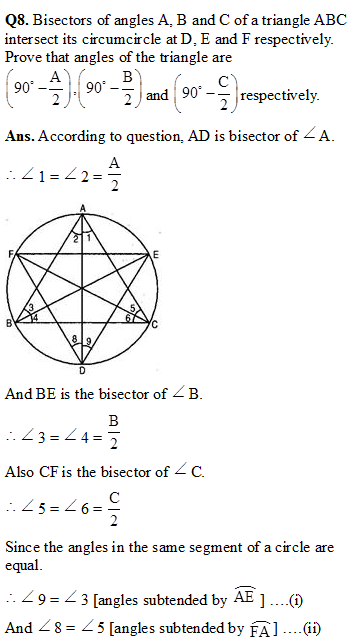 Q8. Bisectors of angles A, B and C of a triangle ABC
intersect its circumcircle at D, E and F respectively.
Prove that angles of the triangle are
(90° − A/2), (90° − B/2) and (90° − C/2) respectively.
Ans. According to question, AD is bisector of ∠A.
∴ ∠1 = ∠2 = A/2
A
2 1
F E
3 5
B 4 6 C
8 9
D
And BE is the bisector of ∠B.
∴ ∠3 = ∠4 = B/2
Also CF is the bisector of ∠C.
∴ ∠5 = ∠6 = C/2
Since the angles in the same segment of a circle are
equal.
∴ ∠9 = ∠3 [angles subtended by A͡E ] ….(i)
And ∠8 = ∠5 [angles subtended by F͡A ] ….(ii)